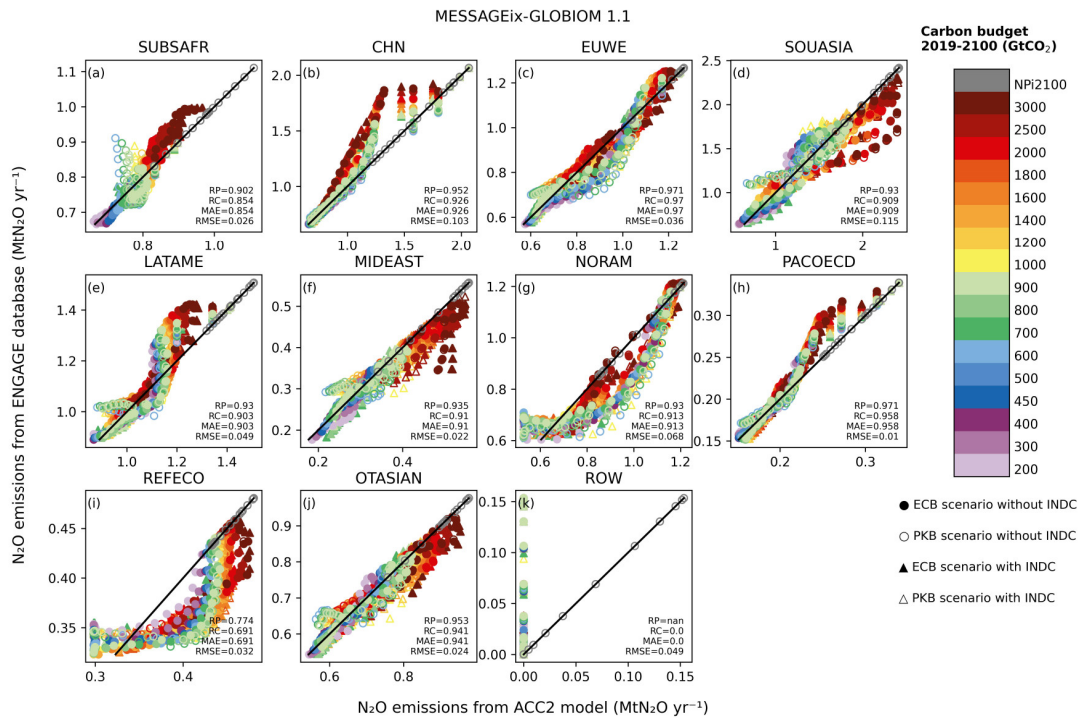 MESSAGEix-GLOBIOM 1.1
SUBSAFR
CHN
EUWE
SOUASIA
Carbon budget
2019-2100 (GtCO₂)
(a)
1.1
1.0
0.9
0.8
0.7
0.8
1.0
RP=0.902
RC=0.854
MAE=0.854
RMSE=0.026
(b)
2.0
1.5
1.0
1.0
1.5
2.0
RP=0.952
RC=0.926
MAE=0.926
RMSE=0.103
(c)
1.2
1.0
0.8
0.6
0.6
0.8
1.0
1.2
RP=0.971
RC=0.97
MAE=0.97
RMSE=0.036
(d)
2.5
2.0
1.5
1.0
1
2
RP=0.93
RC=0.909
MAE=0.909
RMSE=0.115
LATAME
MIDEAST
NORAM
PACOECD
(e)
1.4
1.2
1.0
1.0
1.2
1.4
RP=0.93
RC=0.903
MAE=0.903
RMSE=0.049
(f)
0.5
0.4
0.3
0.2
0.2
0.4
RP=0.935
RC=0.91
MAE=0.91
RMSE=0.022
(g)
1.2
1.0
0.8
0.6
0.6
0.8
1.0
1.2
RP=0.93
RC=0.913
MAE=0.913
RMSE=0.068
(h)
0.30
0.25
0.20
0.15
0.2
0.3
RP=0.971
RC=0.958
MAE=0.958
RMSE=0.01
REFECO
OTASIAN
ROW
(i)
0.45
0.40
0.35
0.3
0.4
RP=0.774
RC=0.691
MAE=0.691
RMSE=0.032
(j)
0.9
0.8
0.7
0.6
0.6
0.8
RP=0.953
RC=0.941
MAE=0.941
RMSE=0.024
(k)
0.15
0.10
0.05
0.00
0.00
0.05
0.10
0.15
RP=nan
RC=0.0
MAE=0.0
RMSE=0.049
NPi2100
3000
2500
2000
1800
1600
1400
1200
1000
900
800
700
600
500
450
400
300
200
ECB scenario without INDC
PKB scenario without INDC
ECB scenario with INDC
PKB scenario with INDC
N₂O emissions from ENGAGE database (MtN₂O yr⁻¹)
N₂O emissions from ACC2 model (MtN₂O yr⁻¹)